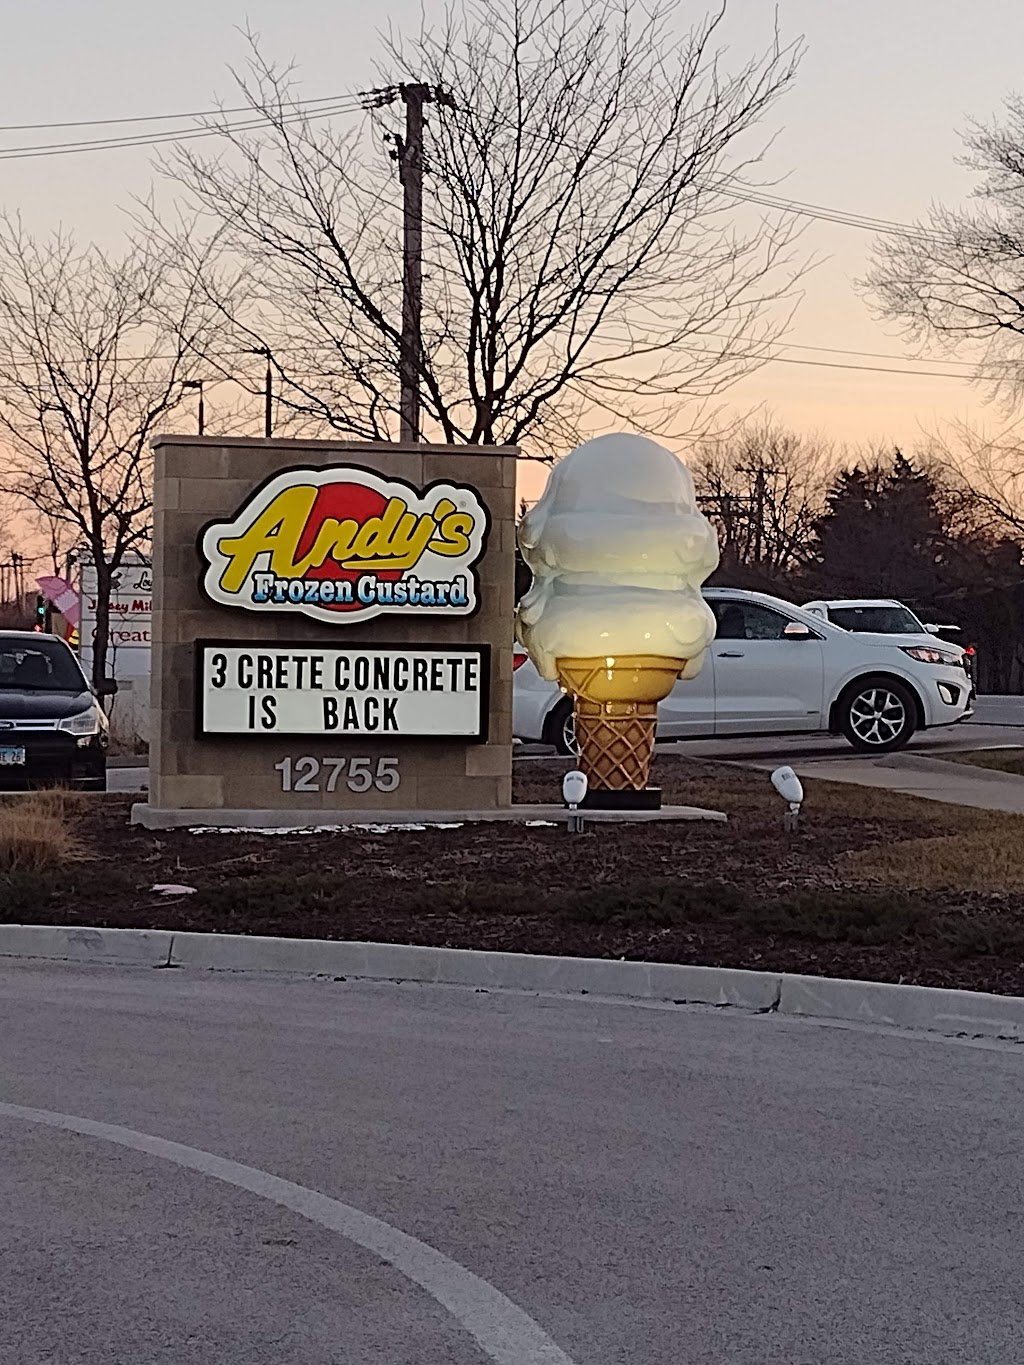 Andy's
Frozen Custard
3 CRETE CONCRETE
IS BACK
12755